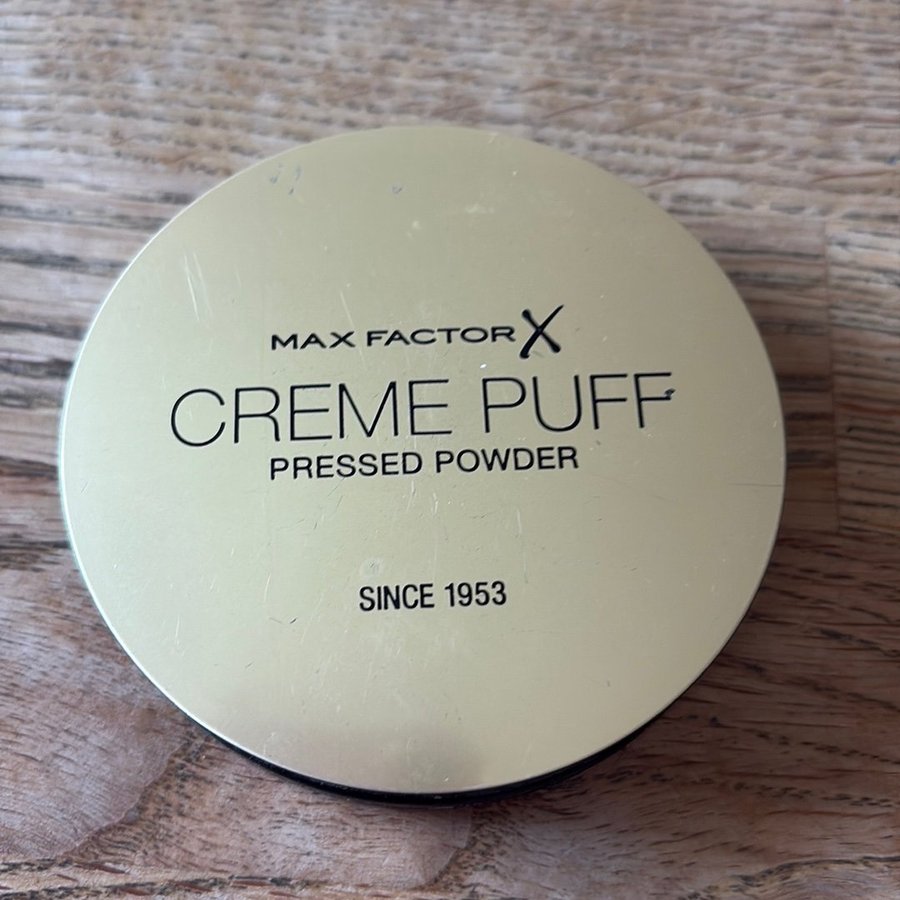 MAX FACTOR X
CREME PUFF
PRESSED POWDER
SINCE 1953